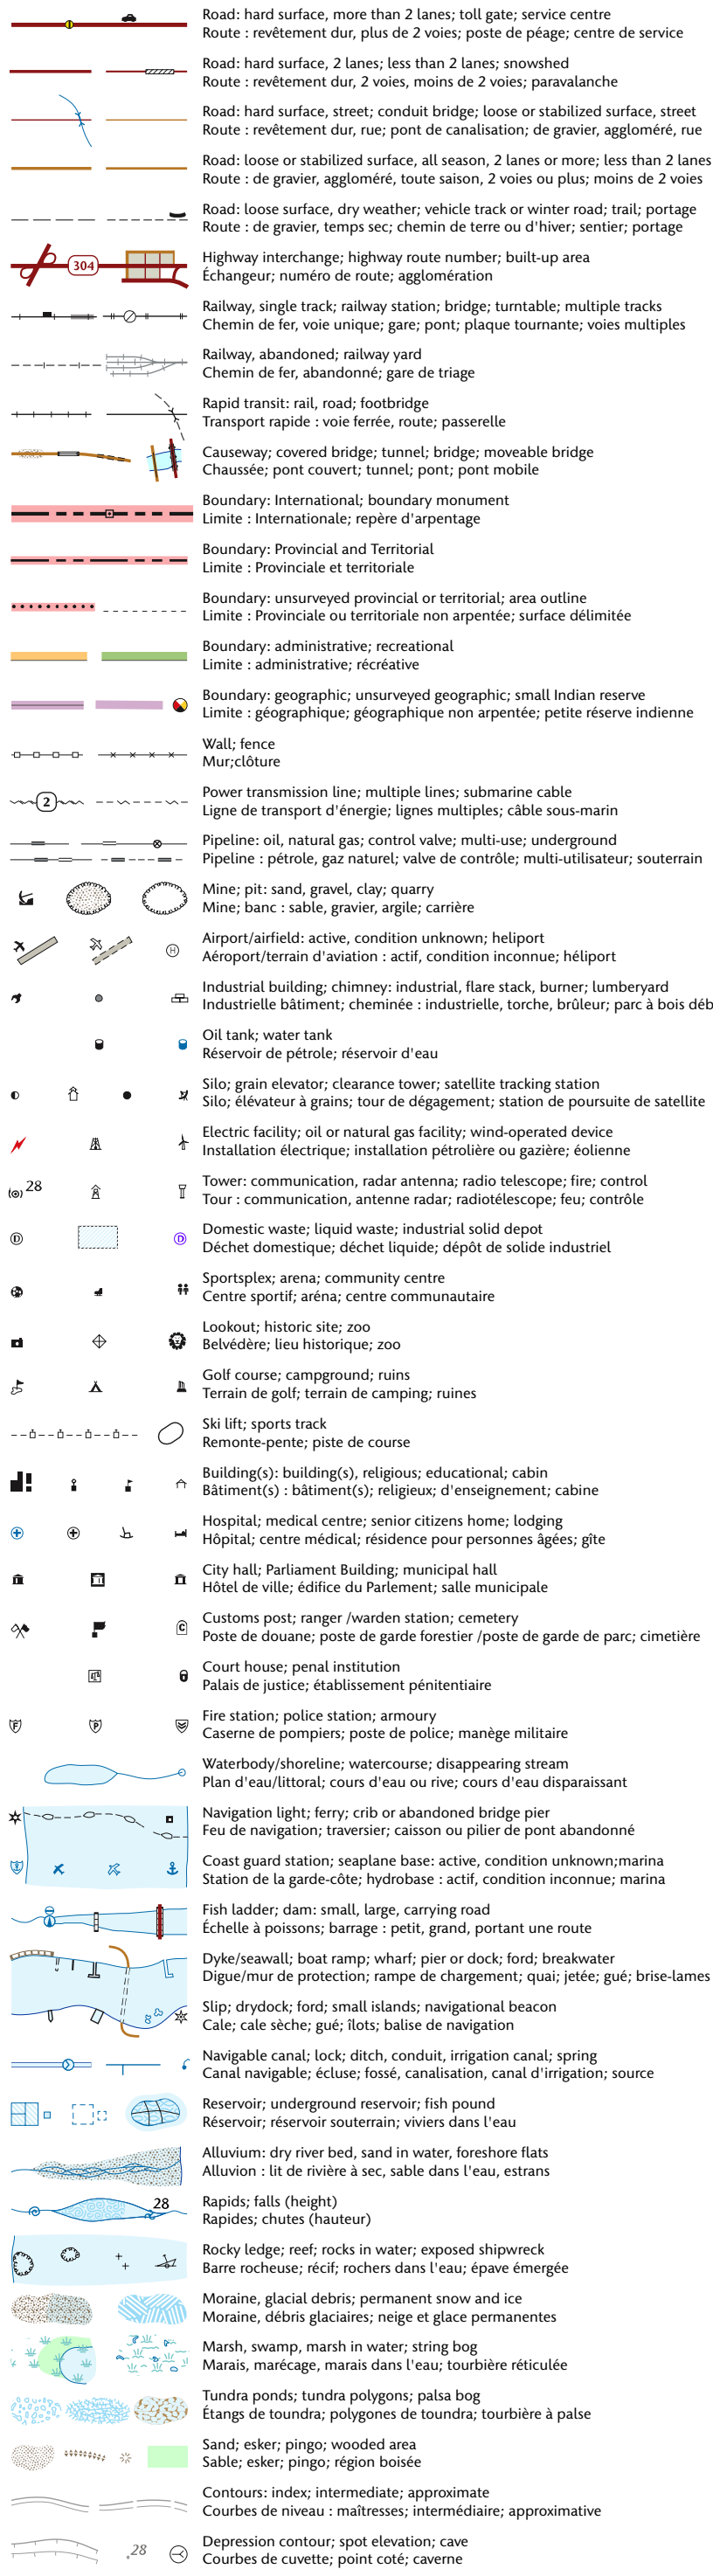 Road: hard surface, more than 2 lanes; toll gate; service centre
Route : revêtement dur, plus de 2 voies; poste de péage; centre de service
Road: hard surface, 2 lanes; less than 2 lanes; snowshed
Route : revêtement dur, 2 voies, moins de 2 voies; paravalanche
Road: hard surface, street; conduit bridge; loose or stabilized surface, street
Route : revêtement dur, rue; pont de canalisation; de gravier, aggloméré, rue
Road: loose or stabilized surface, all season, 2 lanes or more; less than 2 lanes
Route : de gravier, aggloméré, toute saison, 2 voies ou plus; moins de 2 voies
Road: loose surface, dry weather; vehicle track or winter road; trail; portage
Route : de gravier, temps sec; chemin de terre ou d'hiver; sentier; portage
304
Highway interchange; highway route number; built-up area
Échangeur; numéro de route; agglomération
Railway, single track; railway station; bridge; turntable; multiple tracks
Chemin de fer, voie unique; gare; pont; plaque tournante; voies multiples
Railway, abandoned; railway yard
Chemin de fer, abandonné; gare de triage
Rapid transit: rail, road; footbridge
Transport rapide : voie ferrée, route; passerelle
Causeway; covered bridge; tunnel; bridge; moveable bridge
Chaussée; pont couvert; tunnel; pont; pont mobile
Boundary: International; boundary monument
Limite : Internationale; repère d'arpentage
Boundary: Provincial and Territorial
Limite : Provinciale et territoriale
Boundary: unsurveyed provincial or territorial; area outline
Limite : Provinciale ou territoriale non arpentée; surface délimitée
Boundary: administrative; recreational
Limite : administrative; récréative
Boundary: geographic; unsurveyed geographic; small Indian reserve
Limite : géographique; géographique non arpentée; petite réserve indienne
Wall; fence
Mur;clôture
2
Power transmission line; multiple lines; submarine cable
Ligne de transport d'énergie; lignes multiples; câble sous-marin
Pipeline: oil, natural gas; control valve; multi-use; underground
Pipeline : pétrole, gaz naturel; valve de contrôle; multi-utilisateur; souterrain
Mine; pit: sand, gravel, clay; quarry
Mine; banc : sable, gravier, argile; carrière
H
Airport/airfield: active, condition unknown; heliport
Aéroport/terrain d'aviation : actif, condition inconnue; héliport
Industrial building; chimney: industrial, flare stack, burner; lumberyard
Industrielle bâtiment; cheminée : industrielle, torche, brûleur; parc à bois déb
Oil tank; water tank
Réservoir de pétrole; réservoir d'eau
Silo; grain elevator; clearance tower; satellite tracking station
Silo; élévateur à grains; tour de dégagement; station de poursuite de satellite
Electric facility; oil or natural gas facility; wind-operated device
Installation électrique; installation pétrolière ou gazière; éolienne
28
Tower: communication, radar antenna; radio telescope; fire; control
Tour : communication, antenne radar; radiotélescope; feu; contrôle
D D
Domestic waste; liquid waste; industrial solid depot
Déchet domestique; déchet liquide; dépôt de solide industriel
Sportsplex; arena; community centre
Centre sportif; aréna; centre communautaire
Lookout; historic site; zoo
Belvédère; lieu historique; zoo
Golf course; campground; ruins
Terrain de golf; terrain de camping; ruines
Ski lift; sports track
Remonte-pente; piste de course
Building(s): building(s), religious; educational; cabin
Bâtiment(s) : bâtiment(s); religieux; d'enseignement; cabine
Hospital; medical centre; senior citizens home; lodging
Hôpital; centre médical; résidence pour personnes âgées; gîte
City hall; Parliament Building; municipal hall
Hôtel de ville; édifice du Parlement; salle municipale
C
Customs post; ranger /warden station; cemetery
Poste de douane; poste de garde forestier /poste de garde de parc; cimetière
Court house; penal institution
Palais de justice; établissement pénitentiaire
F P
Fire station; police station; armoury
Caserne de pompiers; poste de police; manège militaire
Waterbody/shoreline; watercourse; disappearing stream
Plan d'eau/littoral; cours d'eau ou rive; cours d'eau disparaissant
Navigation light; ferry; crib or abandoned bridge pier
Feu de navigation; traversier; caisson ou pilier de pont abandonné
Coast guard station; seaplane base: active, condition unknown;marina
Station de la garde-côte; hydrobase : actif, condition inconnue; marina
Fish ladder; dam: small, large, carrying road
Échelle à poissons; barrage : petit, grand, portant une route
Dyke/seawall; boat ramp; wharf; pier or dock; ford; breakwater
Digue/mur de protection; rampe de chargement; quai; jetée; gué; brise-lames
Slip; drydock; ford; small islands; navigational beacon
Cale; cale sèche; gué; îlots; balise de navigation
Navigable canal; lock; ditch, conduit, irrigation canal; spring
Canal navigable; écluse; fossé, canalisation, canal d'irrigation; source
Reservoir; underground reservoir; fish pound
Réservoir; réservoir souterrain; viviers dans l'eau
Alluvium: dry river bed, sand in water, foreshore flats
Alluvion : lit de rivière à sec, sable dans l'eau, estrans
28
Rapids; falls (height)
Rapides; chutes (hauteur)
Rocky ledge; reef; rocks in water; exposed shipwreck
Barre rocheuse; récif; rochers dans l'eau; épave émergée
Moraine, glacial debris; permanent snow and ice
Moraine, débris glaciaires; neige et glace permanentes
Marsh, swamp, marsh in water; string bog
Marais, marécage, marais dans l'eau; tourbière réticulée
Tundra ponds; tundra polygons; palsa bog
Étangs de toundra; polygones de toundra; tourbière à palse
Sand; esker; pingo; wooded area
Sable; esker; pingo; région boisée
Contours: index; intermediate; approximate
Courbes de niveau : maîtresses; intermédiaire; approximative
.28
Depression contour; spot elevation; cave
Courbes de cuvette; point coté; caverne